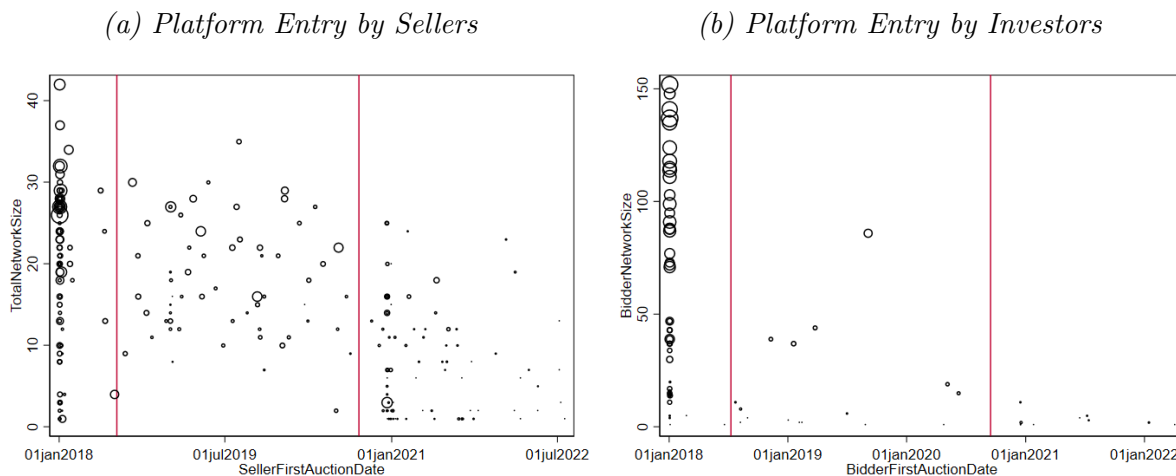 (a) Platform Entry by Sellers
(b) Platform Entry by Investors
TotalNetworkSize
40
30
20
10
0
01jan2018
01jul2019
01jan2021
01jul2022
SellerFirstAuctionDate
BidderNetworkSize
150
100
50
0
01jan2018
01jan2019
01jan2020
01jan2021
01jan2022
BidderFirstAuctionDate